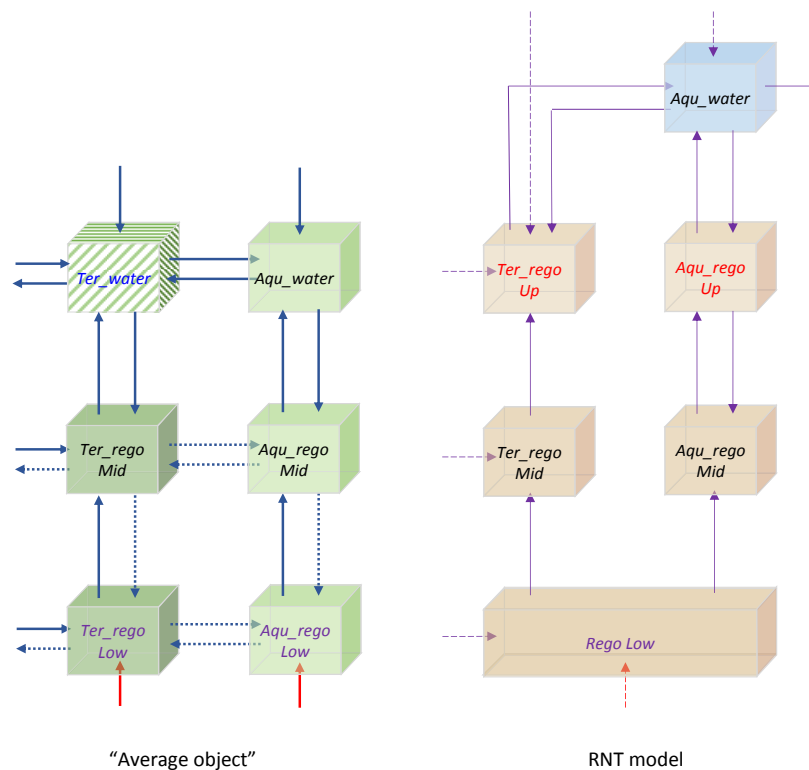 Aqu_water
Ter_water
Aqu_water
Ter_rego
Up
Aqu_rego
Up
Ter_rego
Mid
Aqu_rego
Mid
Ter_rego
Mid
Aqu_rego
Mid
Ter_rego
Low
Aqu_rego
Low
Rego Low
“Average object”
RNT model